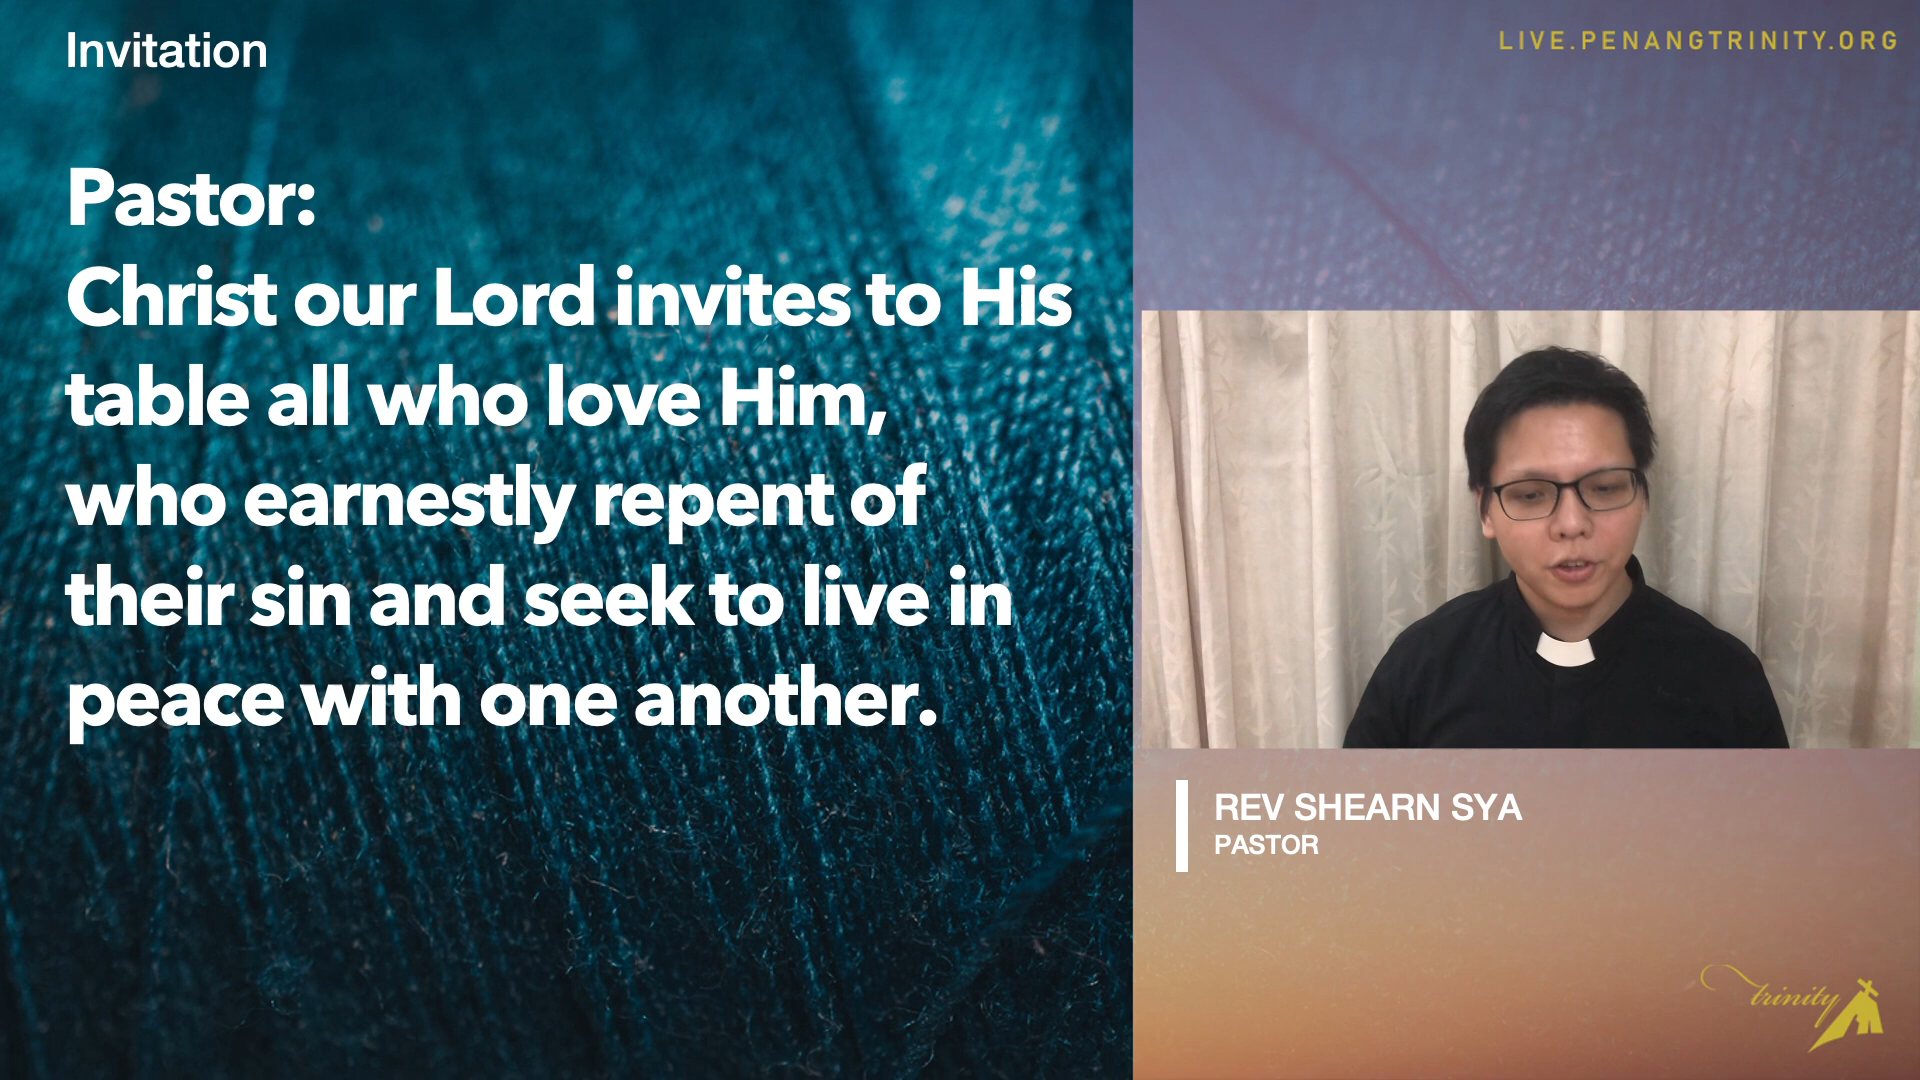 Invitation
Pastor:
Christ our Lord invites to His
table all who love Him,
who earnestly repent of
their sin and seek to live in
peace with one another.
LIVE.PENANGTRINITY.ORG
REV SHEARN SYA
PASTOR
trinity